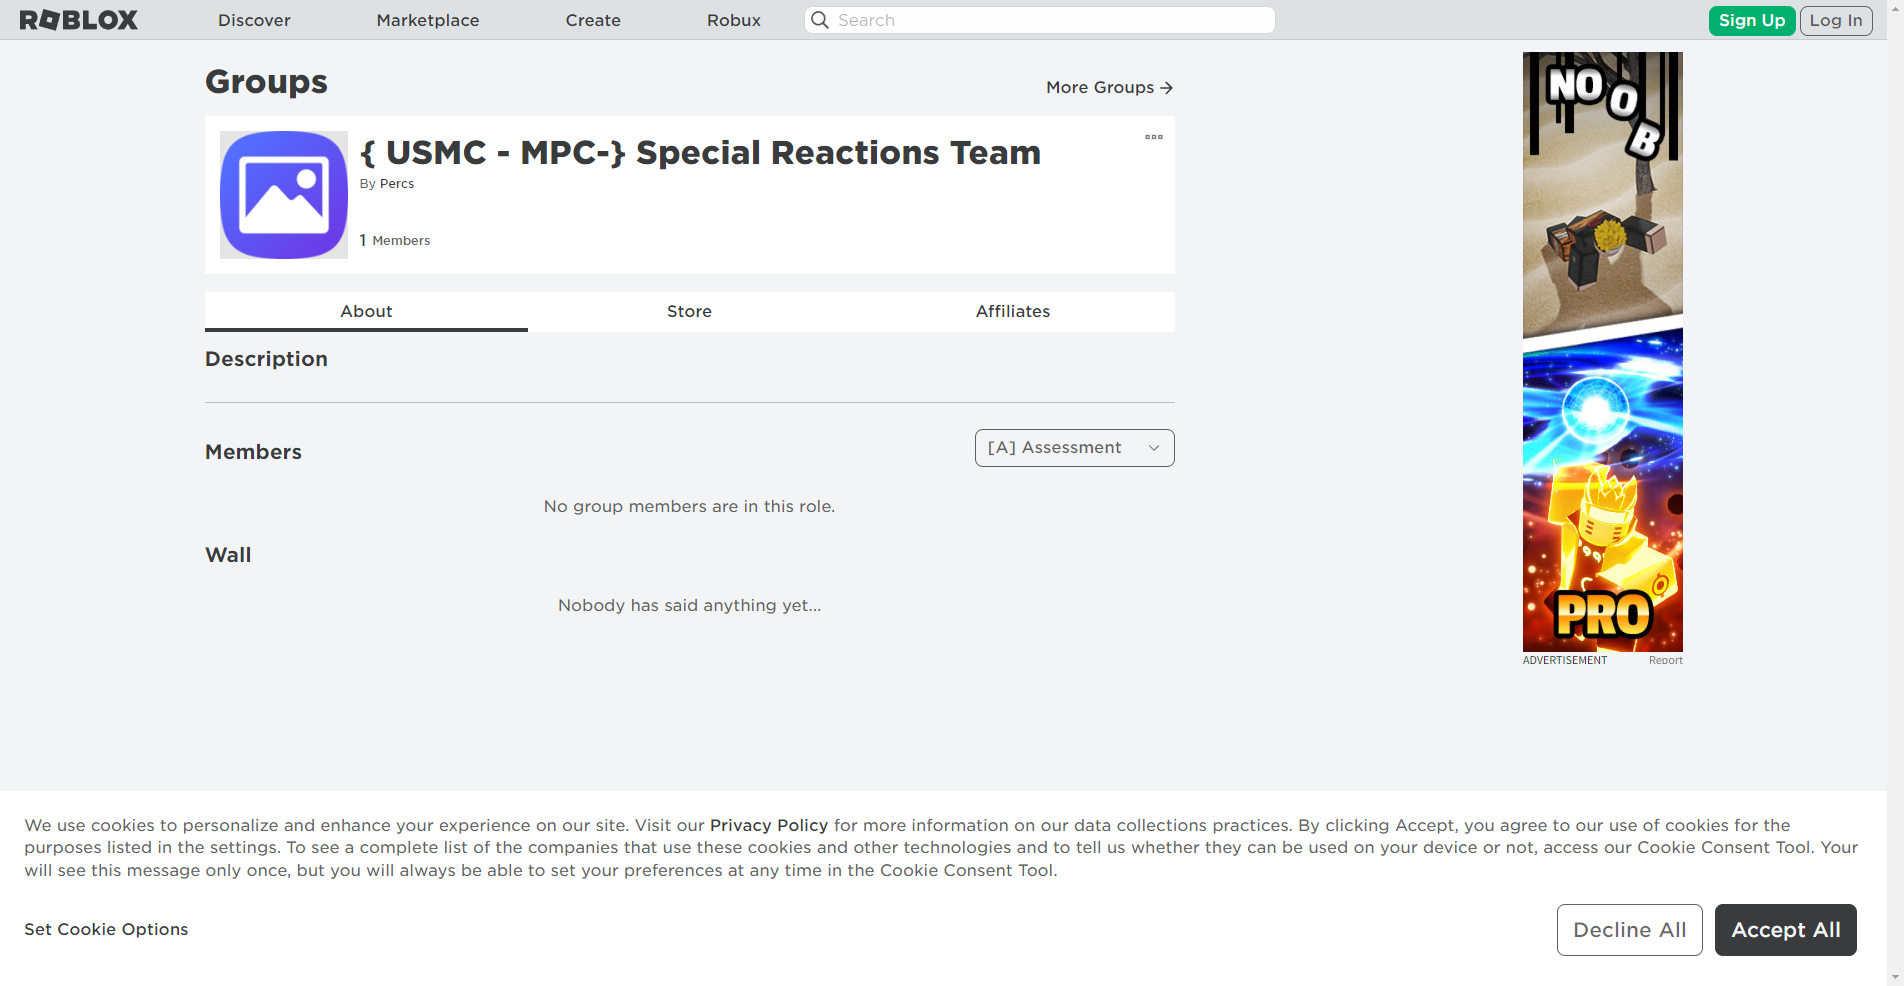 ROBLOX
Discover
Marketplace
Create
Robux
Search
Sign Up
Log In
Groups
More Groups
{ USMC - MPC-} Special Reactions Team
By Percs
1 Members
About
Store
Affiliates
Description
Members
[A] Assessment
No group members are in this role.
Wall
Nobody has said anything yet...
NOOB
PRO
ADVERTISEMENT
Report
We use cookies to personalize and enhance your experience on our site. Visit our Privacy Policy for more information on our data collections practices. By clicking Accept, you agree to our use of cookies for the
purposes listed in the settings. To see a complete list of the companies that use these cookies and other technologies and to tell us whether they can be used on your device or not, access our Cookie Consent Tool. Your
will see this message only once, but you will always be able to set your preferences at any time in the Cookie Consent Tool.
Set Cookie Options
Decline All
Accept All